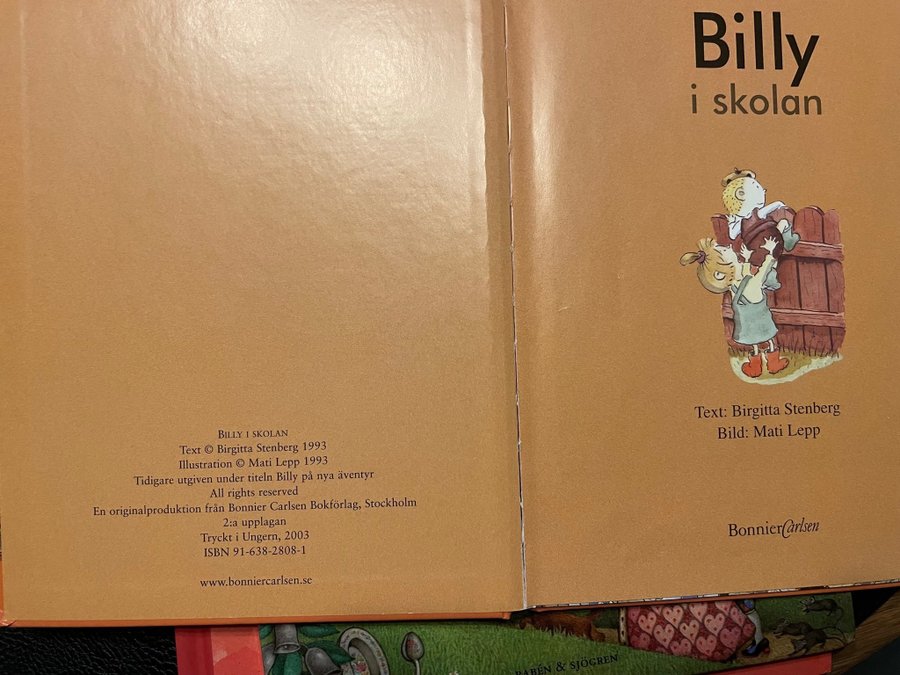 BILLY I SKOLAN
Text © Birgitta Stenberg 1993
Illustration © Mati Lepp 1993
Tidigare utgiven under titeln Billy på nya äventyr
All rights reserved
En originalproduktion från Bonnier Carlsen Bokförlag, Stockholm
2:a upplagan
Tryckt i Ungern, 2003
ISBN 91-638-2808-1
www.bonniercarlsen.se
Billy
i skolan
Text: Birgitta Stenberg
Bild: Mati Lepp
BonnierCarlsen
RABÉN & SJÖGREN